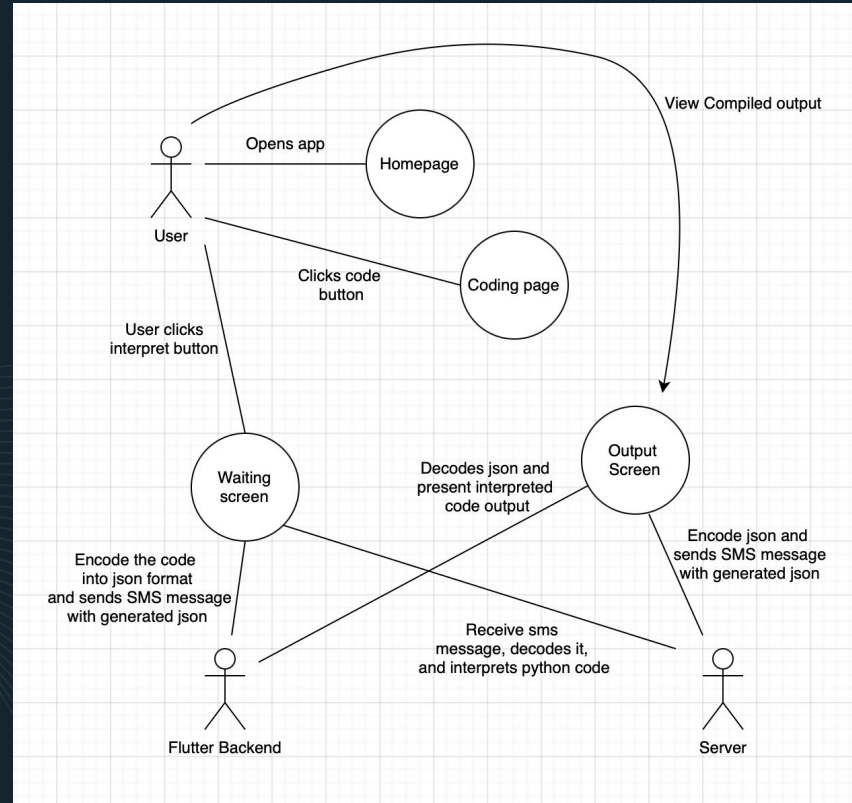 View Compiled output
Opens app
Homepage
User
Clicks code
button
Coding page
User clicks
interpret button
Output
Screen
Waiting
screen
Decodes json and
present interpreted
code output
Encode json and
sends SMS message
with generated json
Encode the code
into json format
and sends SMS message
with generated json
Receive sms
message, decodes it,
and interprets python code
Flutter Backend
Server